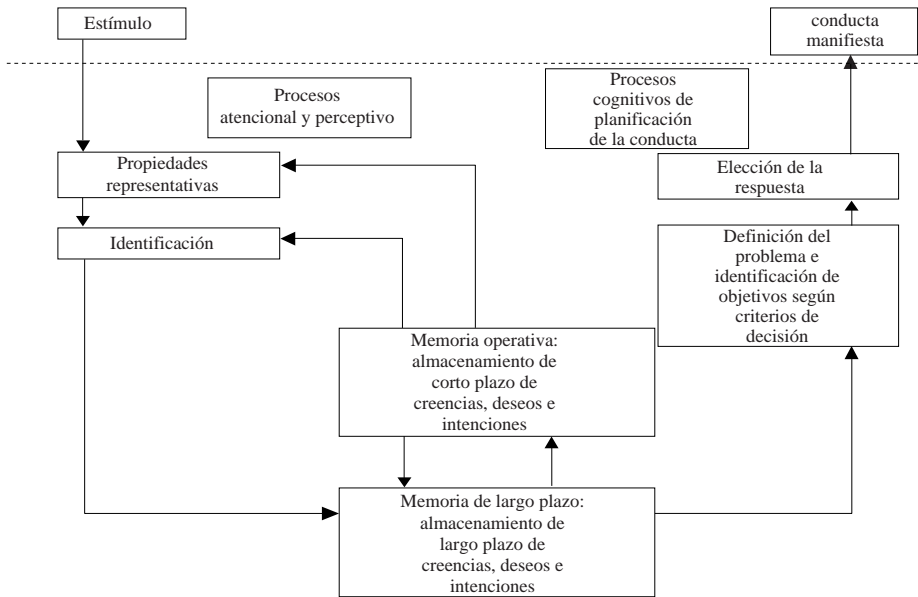 Estímulo
conducta
manifiesta
Procesos
atencional y perceptivo
Procesos
cognitivos de
planificación
de la conducta
Propiedades
representativas
Elección de la
respuesta
Identificación
Definición del
problema e
identificación de
objetivos según
criterios de
decisión
Memoria operativa:
almacenamiento de
corto plazo de
creencias, deseos e
intenciones
Memoria de largo plazo:
almacenamiento de
largo plazo de
creencias, deseos e
intenciones